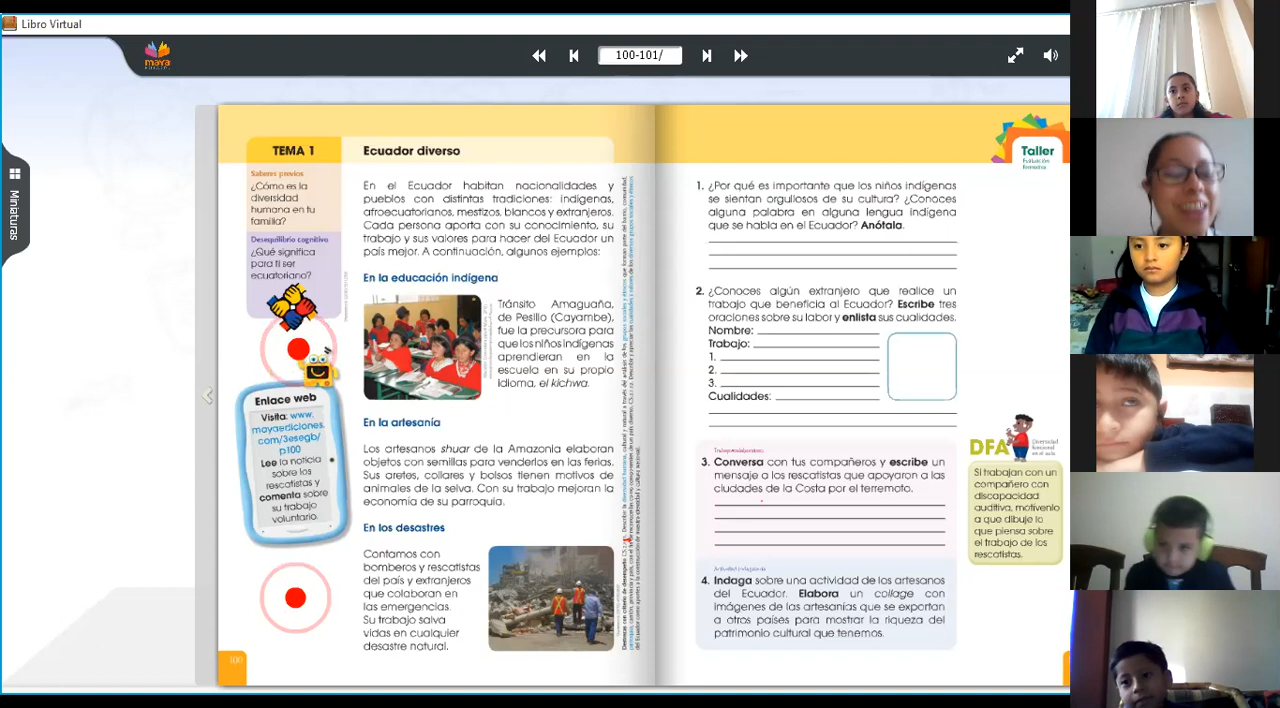 Libro Virtual
maya
100-101/
Miniaturas
TEMA 1
Ecuador diverso
Saberes previos
¿Cómo es la
diversidad
humana en tu
familia?
Desequilibrio cognitivo
¿Qué significa
para ti ser
ecuatoriano?
En el Ecuador habitan nacionalidades y
pueblos con distintas tradiciones: indígenas,
afroecuatorianos, mestizos, blancos y extranjeros.
Cada persona aporta con su conocimiento, su
trabajo y sus valores para hacer del Ecuador un
país mejor. A continuación, algunos ejemplos:
En la educación indígena
Tránsito Amaguaña,
de Pesillo (Cayambe),
fue la precursora para
que los niños indígenas
aprendieran en la
escuela en su propio
idioma, el kichwa.
Enlace web
Visita: www.
mayaediciones.
com/3esegb/
p100
Lee la noticia
sobre los
rescatistas y
comenta sobre
su trabajo
voluntario.
En la artesanía
Los artesanos shuar de la Amazonía elaboran
objetos con semillas para venderlos en las ferias.
Sus aretes, collares y bolsos tienen motivos de
animales de la selva. Con su trabajo mejoran la
economía de su parroquia.
En los desastres
Contamos con
bomberos y rescatistas
del país y extranjeros
que colaboran en
las emergencias.
Su trabajo salva
vidas en cualquier
desastre natural.
100
Taller
Evaluación
formativa
1. ¿Por qué es importante que los niños indígenas
se sientan orgullosos de su cultura? ¿Conoces
alguna palabra en alguna lengua indígena
que se habla en el Ecuador? Anótala.
2. ¿Conoces algún extranjero que realice un
trabajo que beneficia al Ecuador? Escribe tres
oraciones sobre su labor y enlista sus cualidades.
Nombre:
Trabajo:
1.
2.
3.
Cualidades:
Trabajo colaborativo
3. Conversa con tus compañeros y escribe un
mensaje a los rescatistas que apoyaron a las
ciudades de la Costa por el terremoto.
4. Indaga sobre una actividad de los artesanos
del Ecuador. Elabora un collage con
imágenes de las artesanías que se exportan
a otros países para mostrar la riqueza del
patrimonio cultural que tenemos.
DFA
Diversidad
funcional
en el aula
Si trabajan con un
compañero con
discapacidad
auditiva, motívenlo
a que dibuje lo
que piensa sobre
el trabajo de los
rescatistas.